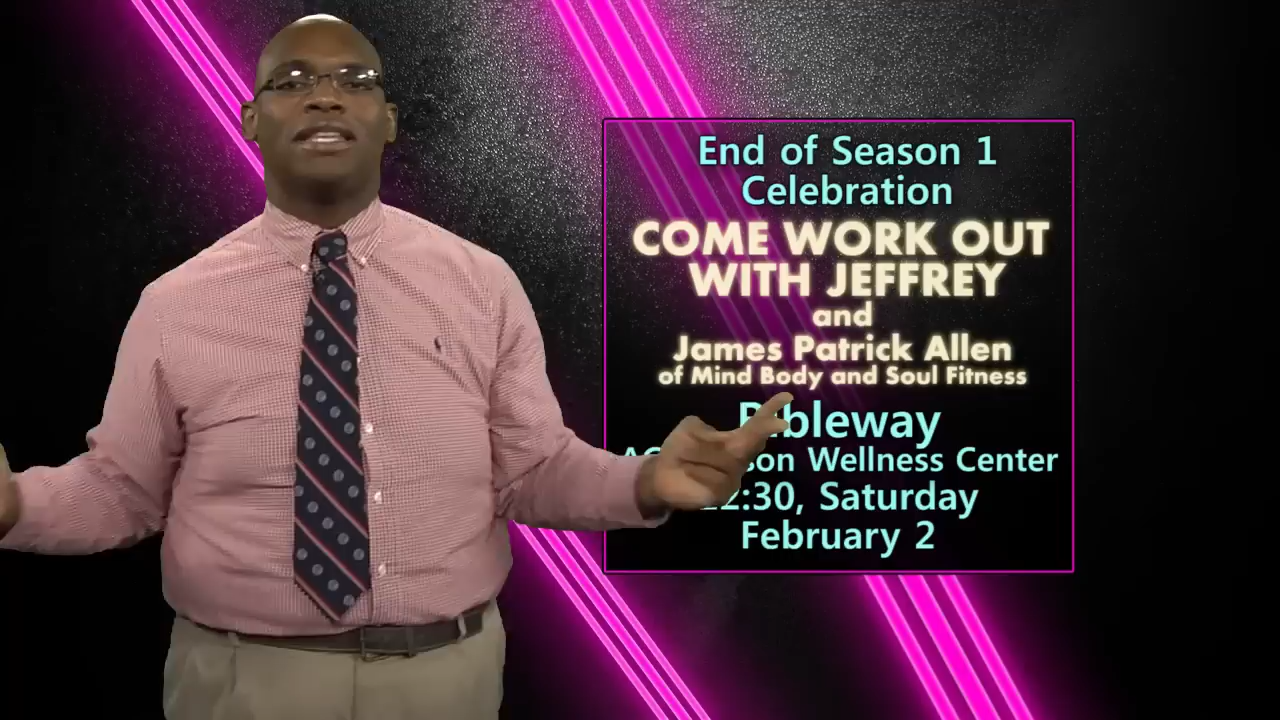 End of Season 1
Celebration
COME WORK OUT
WITH JEFFREY
and
James Patrick Allen
of Mind Body and Soul Fitness
Bibleway
Wellness Center
Saturday
February 2